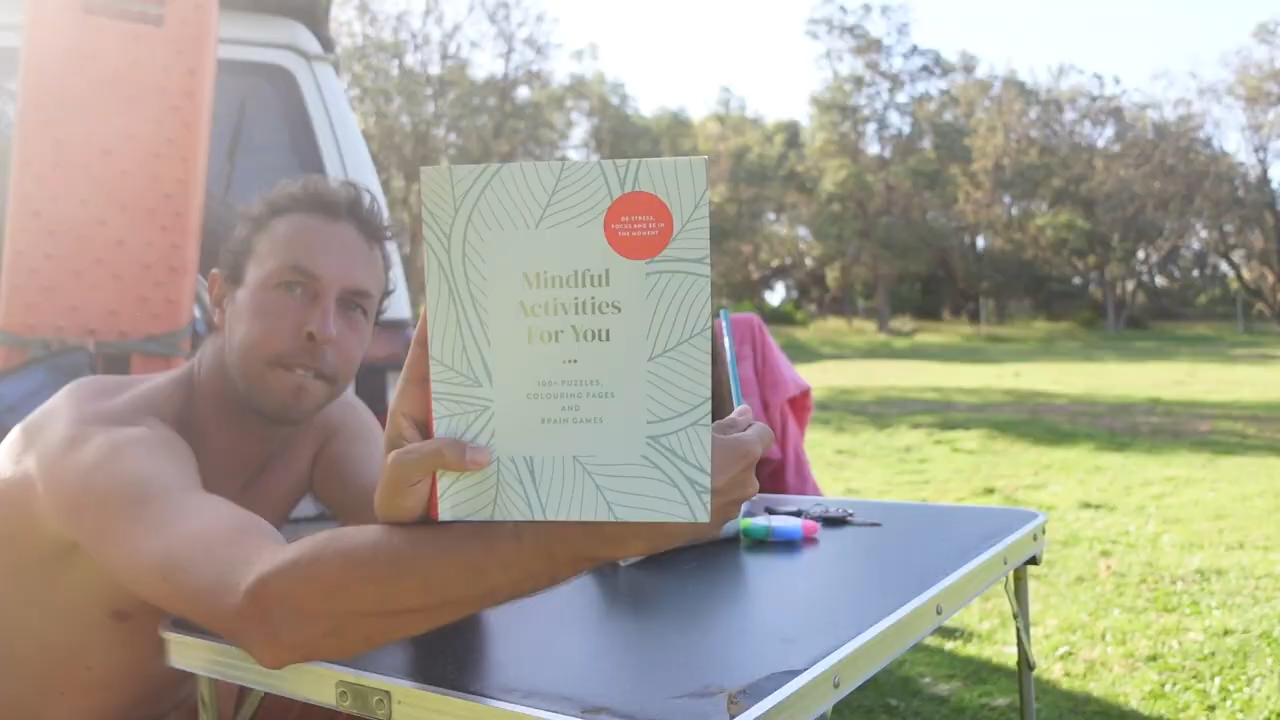 DE-STRESS,
FOCUS AND BE IN
THE MOMENT
Mindful
Activities
For You
100+ PUZZLES,
COLOURING PAGES
AND
BRAIN GAMES